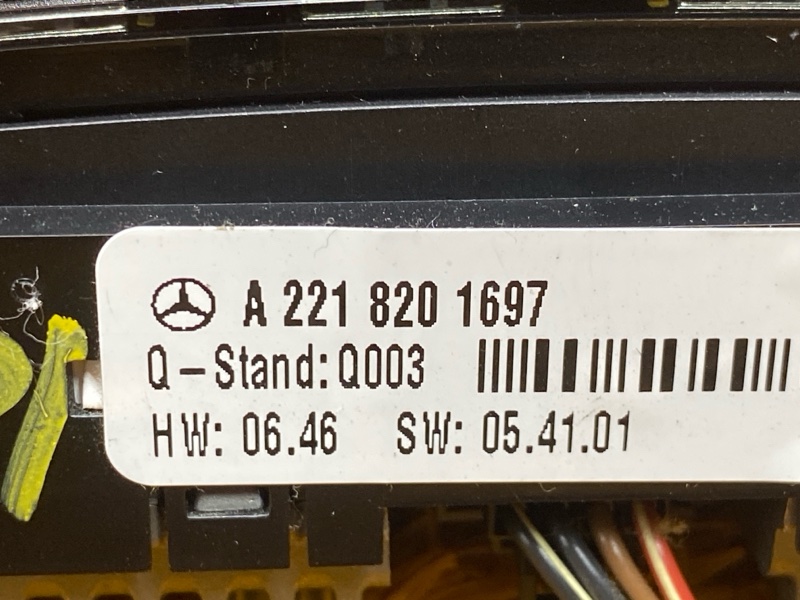 A 221 820 1697
Q-Stand: Q003
HW: 06.46 SW: 05.41.01